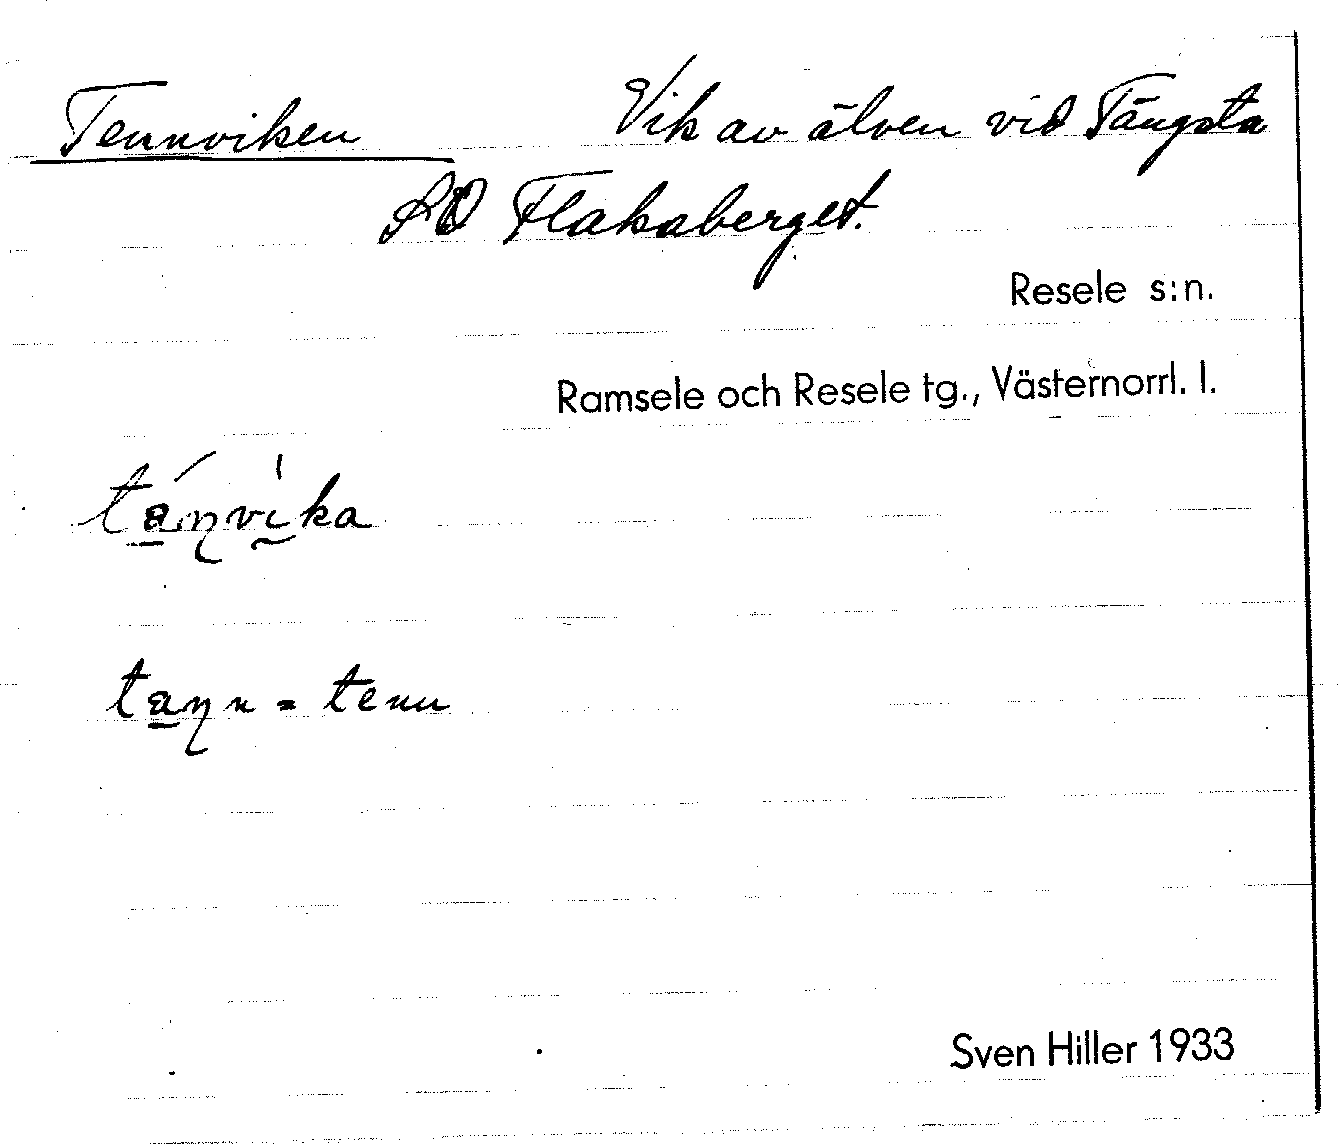 Tennviken Vik av älven vid Tängsta
SO Flakaberget.
Resele s:n.
Ramsele och Resele tg., Västernorrl. l.
tanvika
tann = tenn
Sven Hiller 1933